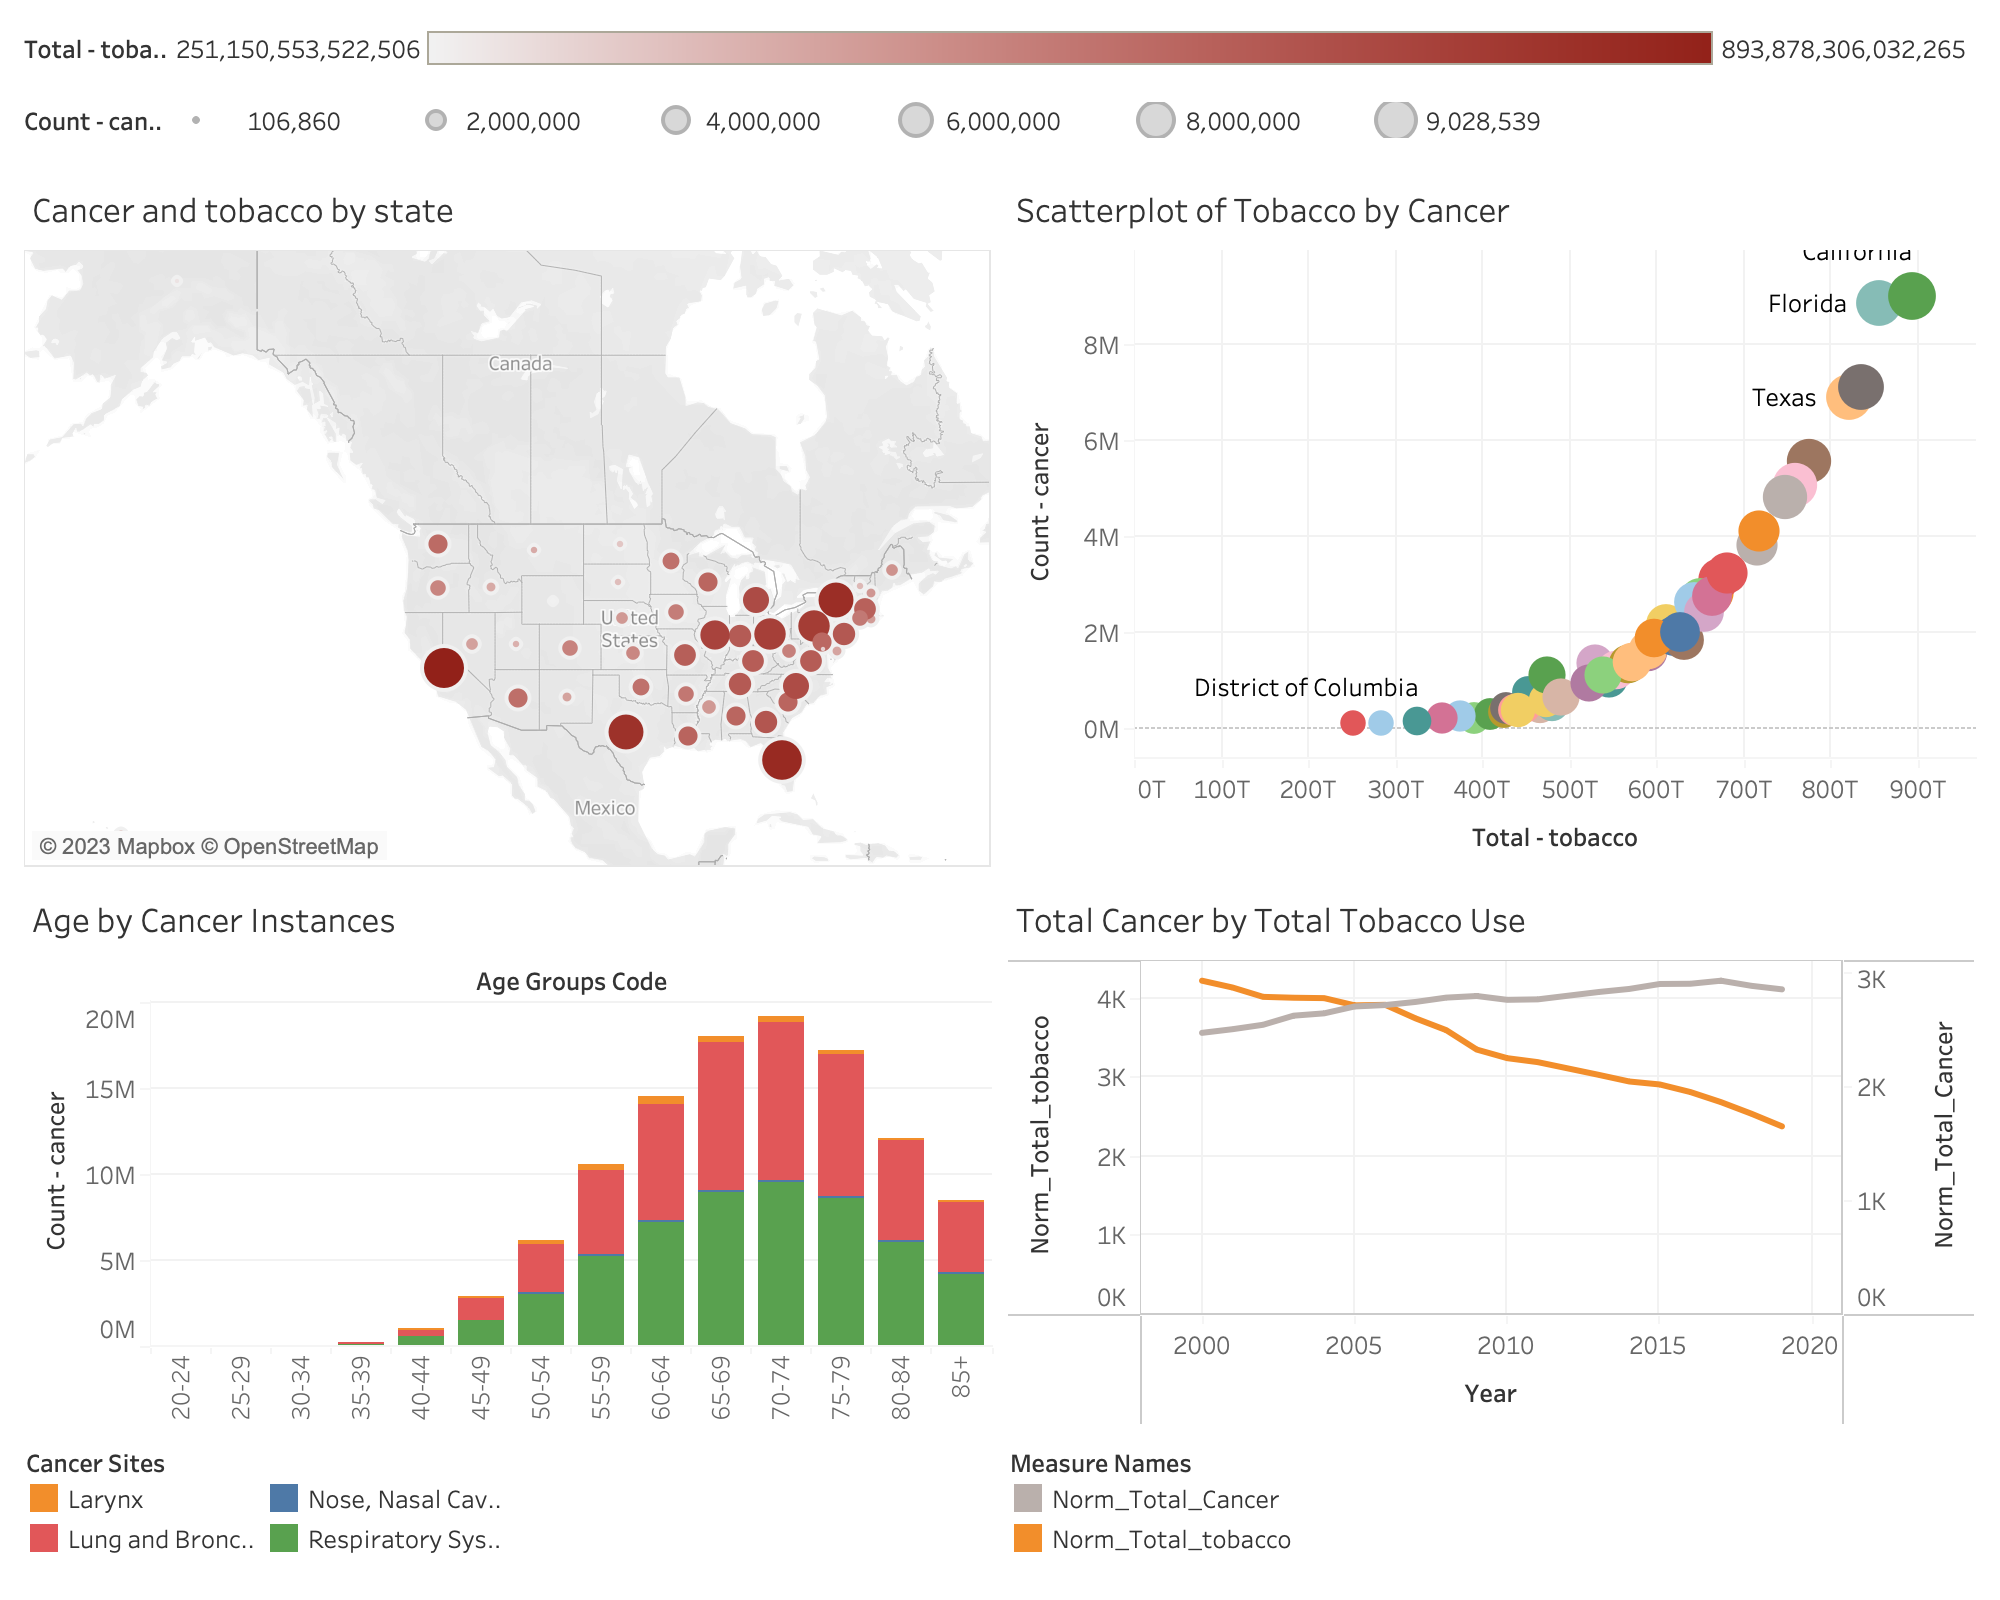 Total - toba.. 251,150,553,522,506 893,878,306,032,265
Count - can.. 106,860 2,000,000 4,000,000 6,000,000 8,000,000 9,028,539
Cancer and tobacco by state
Canada
United
States
Mexico
© 2023 Mapbox © OpenStreetMap
Scatterplot of Tobacco by Cancer
California
Florida
Texas
District of Columbia
Count - cancer
8M
6M
4M
2M
0M
0T 100T 200T 300T 400T 500T 600T 700T 800T 900T
Total - tobacco
Age by Cancer Instances
Age Groups Code
Count - cancer
20M
15M
10M
5M
0M
20-24 25-29 30-34 35-39 40-44 45-49 50-54 55-59 60-64 65-69 70-74 75-79 80-84 85+
Cancer Sites
Larynx Nose, Nasal Cav..
Lung and Bronc.. Respiratory Sys..
Total Cancer by Total Tobacco Use
Norm_Total_tobacco
4K
3K
2K
1K
0K
3K
2K
1K
0K
Norm_Total_Cancer
2000 2005 2010 2015 2020
Year
Measure Names
Norm_Total_Cancer
Norm_Total_tobacco